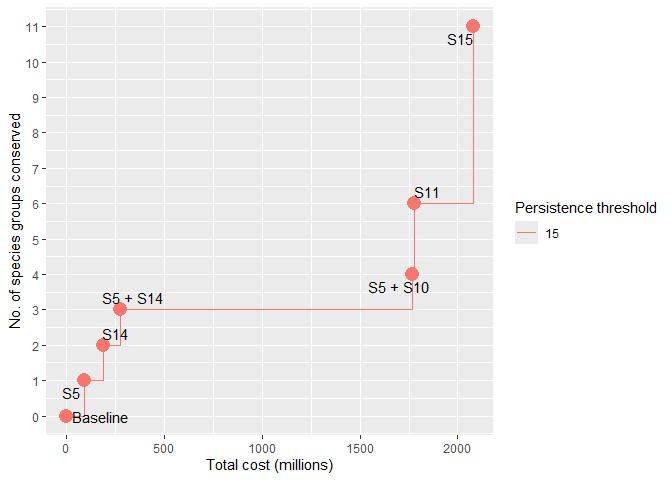 No. of species groups conserved
11
10
9
8
7
6
5
4
3
2
1
0
S15
S11
S5 + S10
S5 + S14
S14
S5
Baseline
0
500
1000
1500
2000
Total cost (millions)
Persistence threshold
15